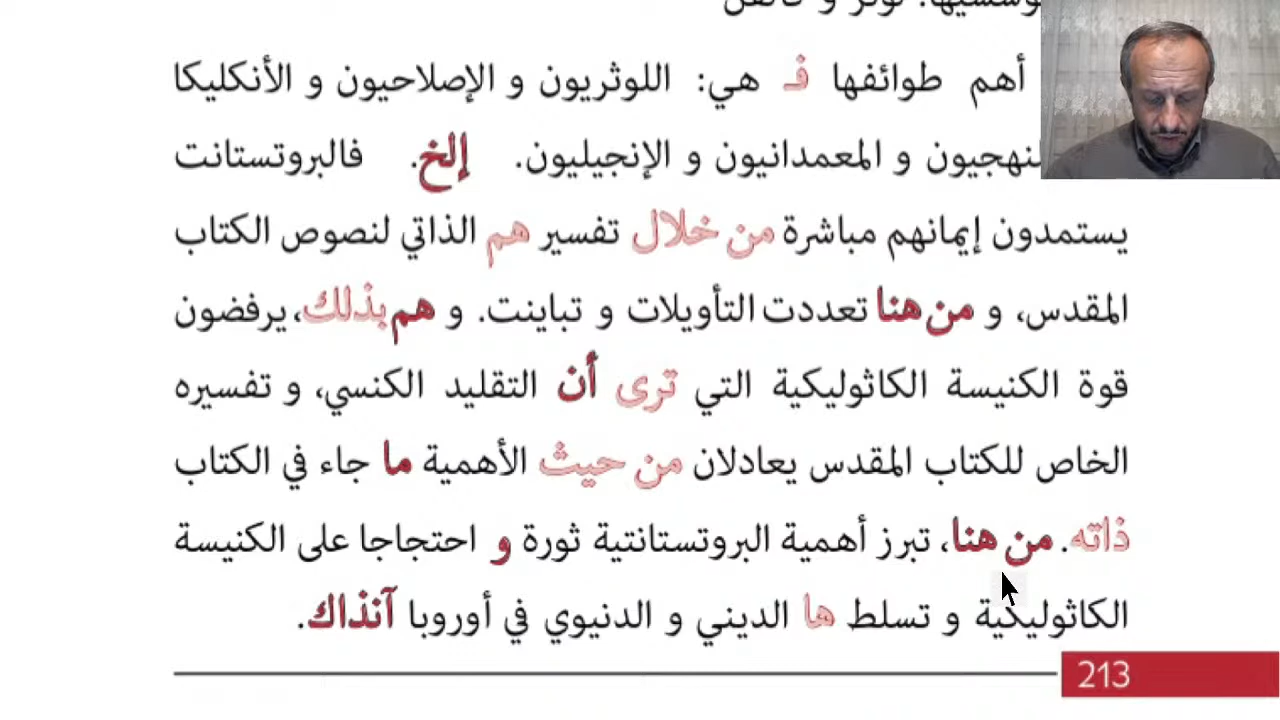 لوثر و كالفن
أهم طوائفها فـ هي: اللوثريون و الإصلاحيون و الأنكليكا
المعمدانيون و الإنجيليون. إلخ. فالبروتستانت
يستمدون إيمانهم مباشرة من خلال تفسير هم الذاتي لنصوص الكتاب
المقدس، و من هنا تعددت التأويلات و تباينت. و هم بذلك، يرفضون
قوة الكنيسة الكاثوليكية التي ترى أن التقليد الكنسي، و تفسيره
الخاص للكتاب المقدس يعادلان من حيث الأهمية ما جاء في الكتاب
ذاته. من هنا، تبرز أهمية البروتستانتية ثورة و احتجاجا على الكنيسة
الكاثوليكية و تسلط ها الديني و الدنيوي في أوروبا آنذاك.
213